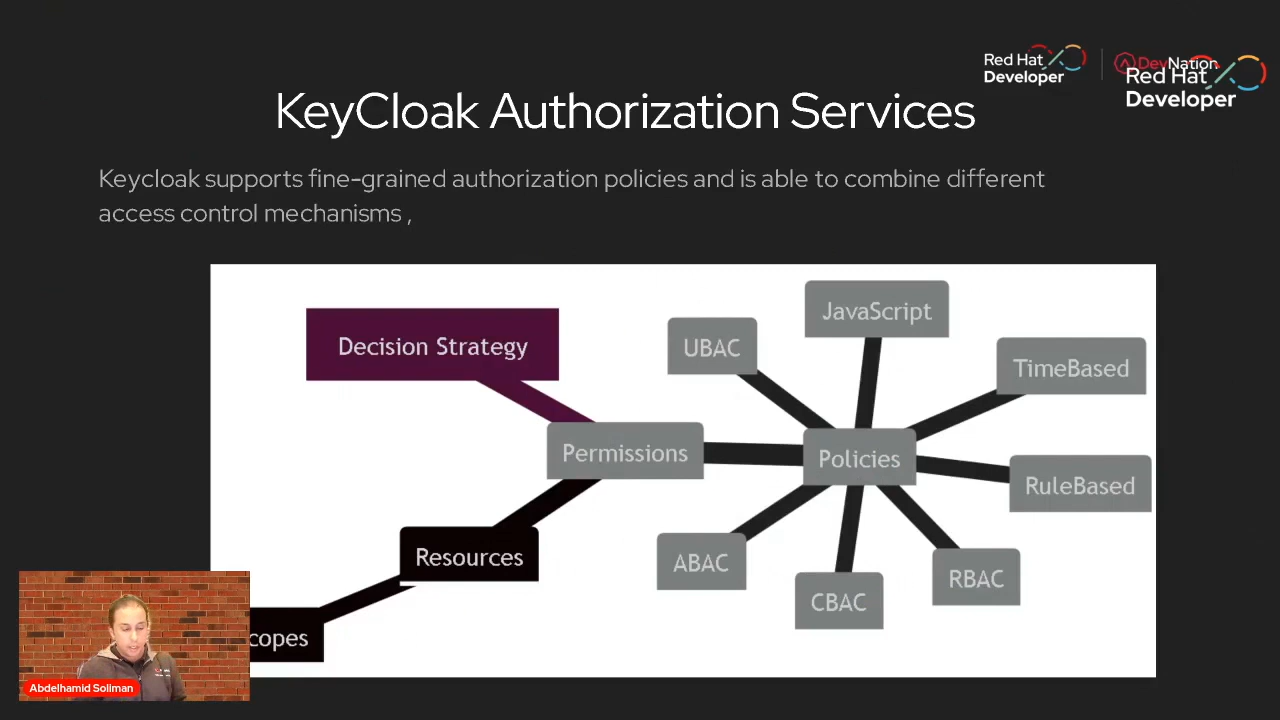 Red Hat
Developer
DevNation
Red Hat
Developer
KeyCloak Authorization Services
Keycloak supports fine-grained authorization policies and is able to combine different
access control mechanisms ,
JavaScript
Decision Strategy
UBAC
TimeBased
Permissions
Policies
RuleBased
Resources
ABAC
RBAC
CBAC
copes
Abdelhamid Soliman